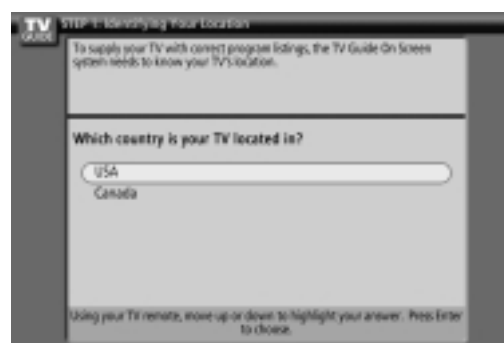 TV
GUIDE
STEP 1: Identifying Your Location
To supply your TV with correct program listings, the TV Guide On Screen
system needs to know your TV's location.
Which country is your TV located in?
USA
Canada
Using your TV remote, move up or down to highlight your answer. Press Enter
to choose.